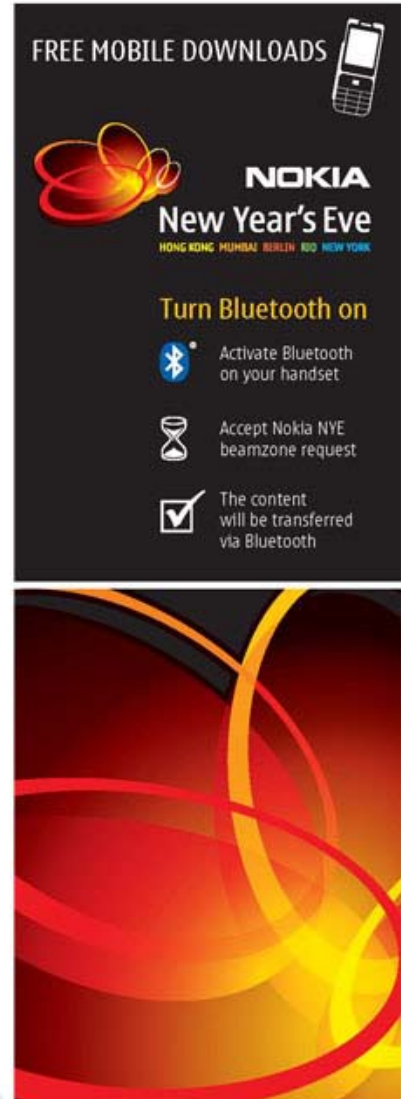 FREE MOBILE DOWNLOADS
NOKIA
New Year's Eve
HONG KONG MUMBAI BERLIN RIO NEW YORK
Turn Bluetooth on
Activate Bluetooth
on your handset
Accept Nokia NYE
beamzone request
The content
will be transferred
via Bluetooth